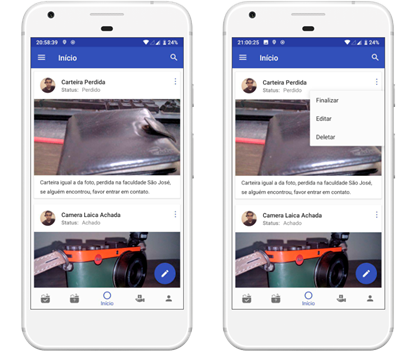 20:58:39
24%
Início
Carteira Perdida
Status: Perdido
Carteira igual a da foto, perdida na faculdade São José,
se alguém encontrou, favor entrar em contato.
Camera Laica Achada
Status: Achado
Início
21:00:25
24%
Início
Carteira Perdida
Status: Perdido
Finalizar
Editar
Deletar
Carteira igual a da foto, perdida na faculdade São José,
se alguém encontrou, favor entrar em contato.
Camera Laica Achada
Status: Achado
Início